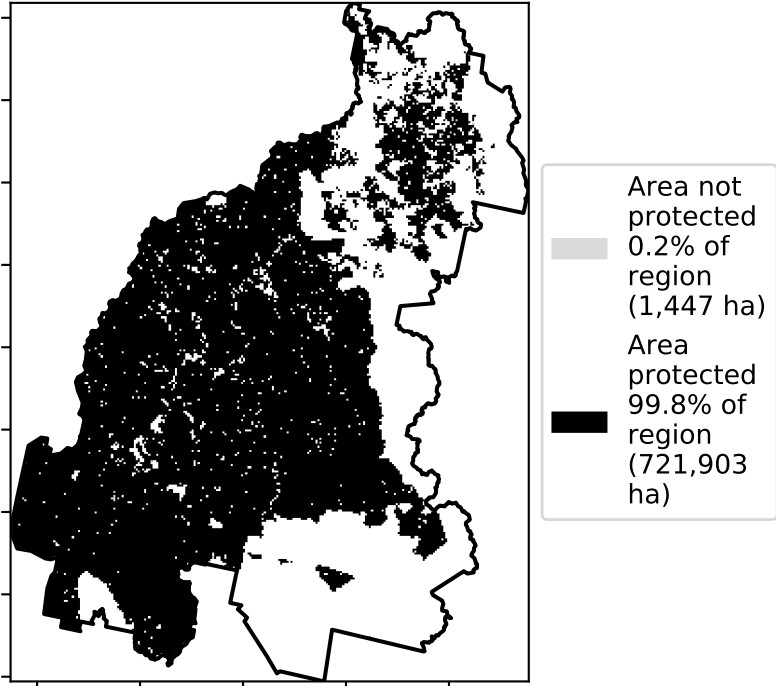 Area not
protected
0.2% of
region
(1,447 ha)
Area
protected
99.8% of
region
(721,903
ha)